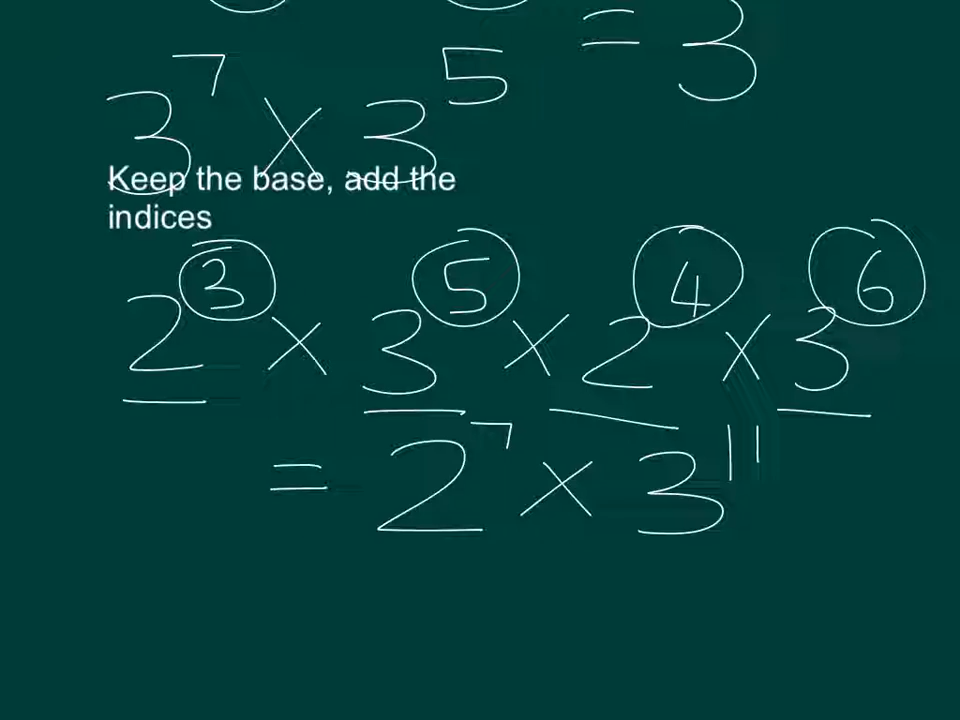 = 3
3⁷ × 3⁵
Keep the base, add the
indices
2³ × 3⁵ × 2⁴ × 3⁶
= 2⁷ × 3¹¹